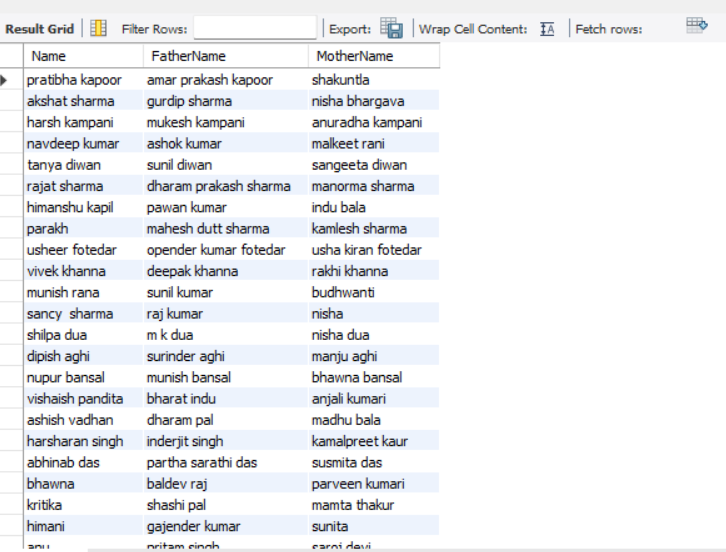 Result Grid Filter Rows: Export: Wrap Cell Content: Fetch rows:
Name FatherName MotherName
pratibha kapoor amar prakash kapoor shakuntla
akshat sharma gurdip sharma nisha bhargava
harsh kampani mukesh kampani anuradha kampani
navdeep kumar ashok kumar malkeet rani
tanya diwan sunil diwan sangeeta diwan
rajat sharma dharam prakash sharma manorma sharma
himanshu kapil pawan kumar indu bala
parakh mahesh dutt sharma kamlesh sharma
usheer fotedar opender kumar fotedar usha kiran fotedar
vivek khanna deepak khanna rakhi khanna
munish rana sunil kumar budhwanti
sancy  sharma raj kumar nisha
shilpa dua m k dua nisha dua
dipish aghi surinder aghi manju aghi
nupur bansal munish bansal bhawna bansal
vishaish pandita bharat indu anjali kumari
ashish vadhan dharam pal madhu bala
harsharan singh inderjit singh kamalpreet kaur
abhinab das partha sarathi das susmita das
bhawna baldev raj parveen kumari
kritika shashi pal mamta thakur
himani gajender kumar sunita
anu pritam singh saroj devi